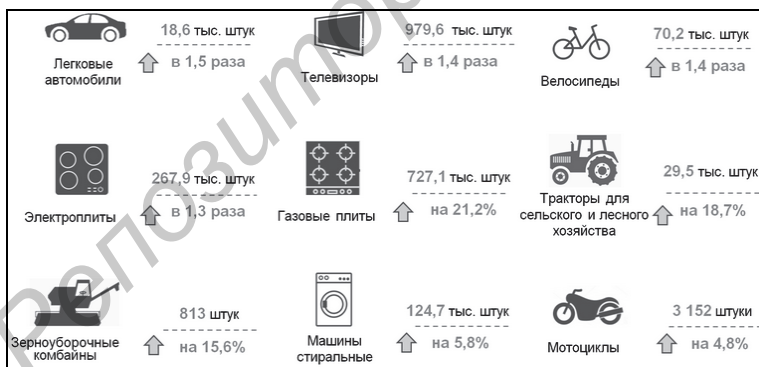 18,6 тыс. штук
Легковые
автомобили
в 1,5 раза
979,6 тыс. штук
Телевизоры
в 1,4 раза
70,2 тыс. штук
Велосипеды
в 1,4 раза
267,9 тыс. штук
Электроплиты
в 1,3 раза
727,1 тыс. штук
Газовые плиты
на 21,2%
29,5 тыс. штук
Тракторы для
сельского и лесного
хозяйства
на 18,7%
813 штук
Зерноуборочные
комбайны
на 15,6%
124,7 тыс. штук
Машины
стиральные
на 5,8%
3 152 штуки
Мотоциклы
на 4,8%
Репозитор